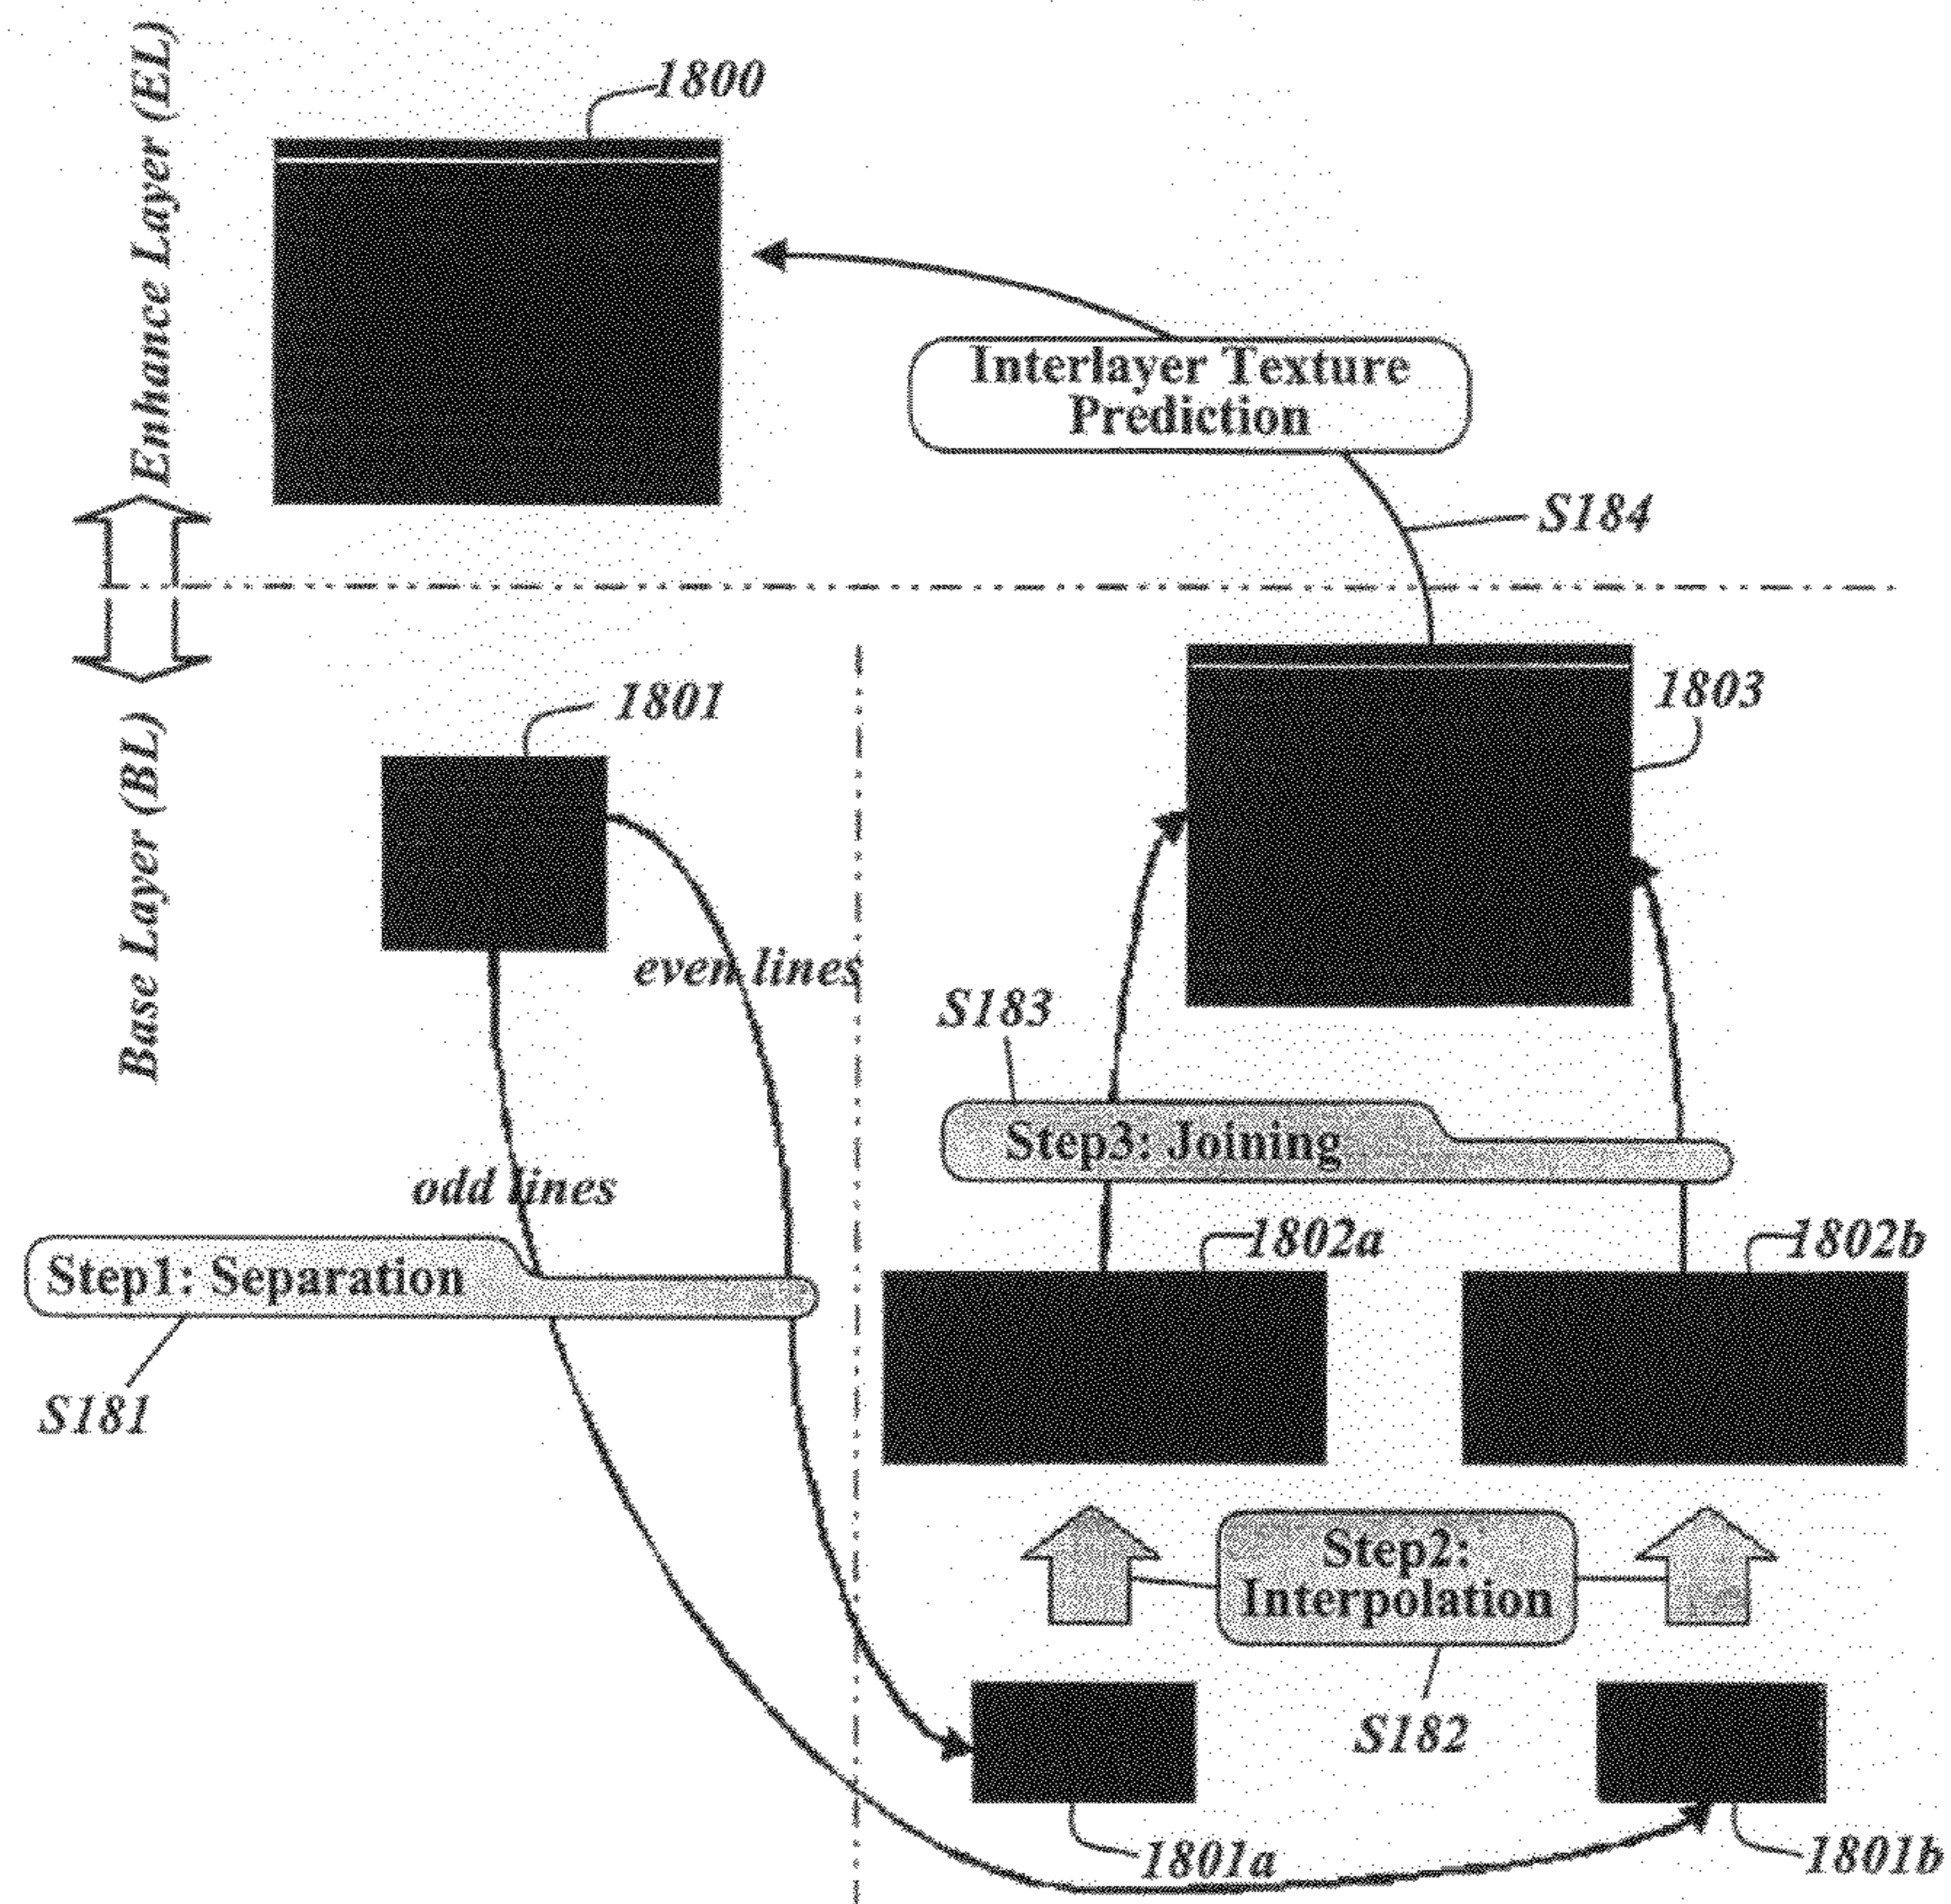 Enhance Layer (EL)
1800
Interlayer Texture
Prediction
S184
Base Layer (BL)
1801
1803
even lines
S183
Step3: Joining
odd lines
1802a
1802b
Step1: Separation
S181
Step2:
Interpolation
S182
1801a
1801b